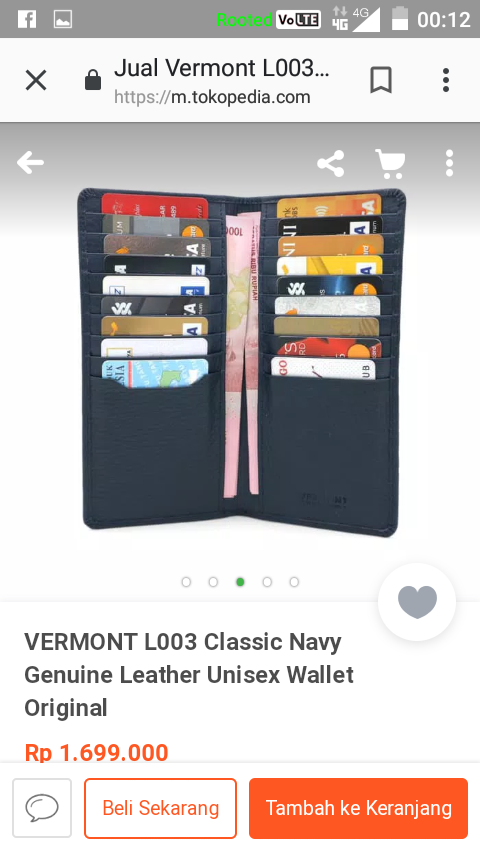 Rooted VoLTE 4G 4G 00:12
Jual Vermont L003...
https://m.tokopedia.com
VERMONT L003 Classic Navy
Genuine Leather Unisex Wallet
Original
Rp 1.699.000
Beli Sekarang
Tambah ke Keranjang